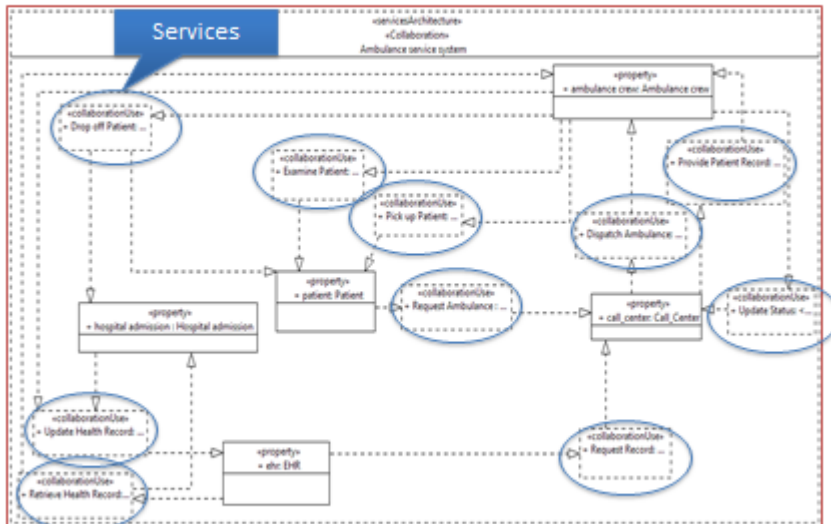 Services
«servicesArchitecture»
«Collaboration»
Ambulance service system
«property»
+ ambulance crew: Ambulance crew
«collaborationUse»
+ Drop off Patient: ...
«collaborationUse»
+ Examine Patient: ...
«collaborationUse»
+ Provide Patient Record: ...
«collaborationUse»
+ Pick up Patient: ...
«collaborationUse»
+ Dispatch Ambulance: ...
«property»
+ patient: Patient
«collaborationUse»
+ Request Ambulance : ...
«property»
+ call_center: Call_Center
«collaborationUse»
+ Update Status: <...
«property»
+ hospital admission : Hospital admission
«collaborationUse»
+ Update Health Record: ...
«property»
+ ehr: EHR
«collaborationUse»
+ Request Record: ...
«collaborationUse»
+ Retrieve Health Record:...